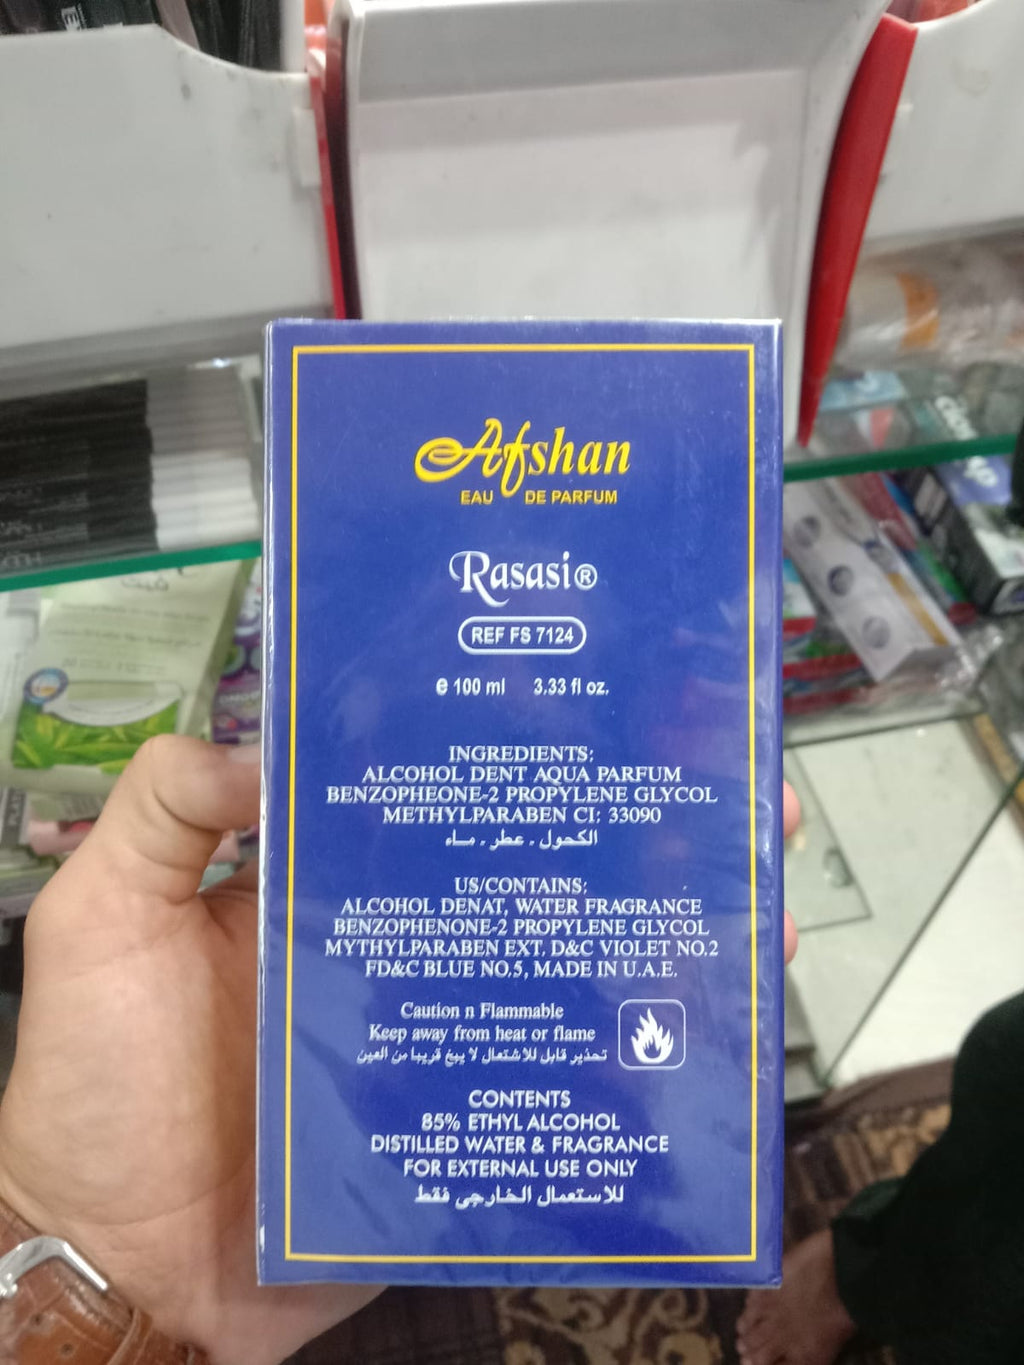 Afshan
EAU DE PARFUM
Rasasi®
REF FS 7124
e 100 ml 3.33 fl oz.
INGREDIENTS:
ALCOHOL DENT AQUA PARFUM
BENZOPHEONE-2 PROPYLENE GLYCOL
METHYLPARABEN CI: 33090
الكحول . عطر . ماء
US/CONTAINS:
ALCOHOL DENAT, WATER FRAGRANCE
BENZOPHENONE-2 PROPYLENE GLYCOL
MYTHYLPARABEN EXT. D&C VIOLET NO.2
FD&C BLUE NO.5, MADE IN U.A.E.
Caution n Flammable
Keep away from heat or flame
تحذير قابل للاشتعال لا يبخ قريبا من العين
CONTENTS
85% ETHYL ALCOHOL
DISTILLED WATER & FRAGRANCE
FOR EXTERNAL USE ONLY
للاستعمال الخارجي فقط